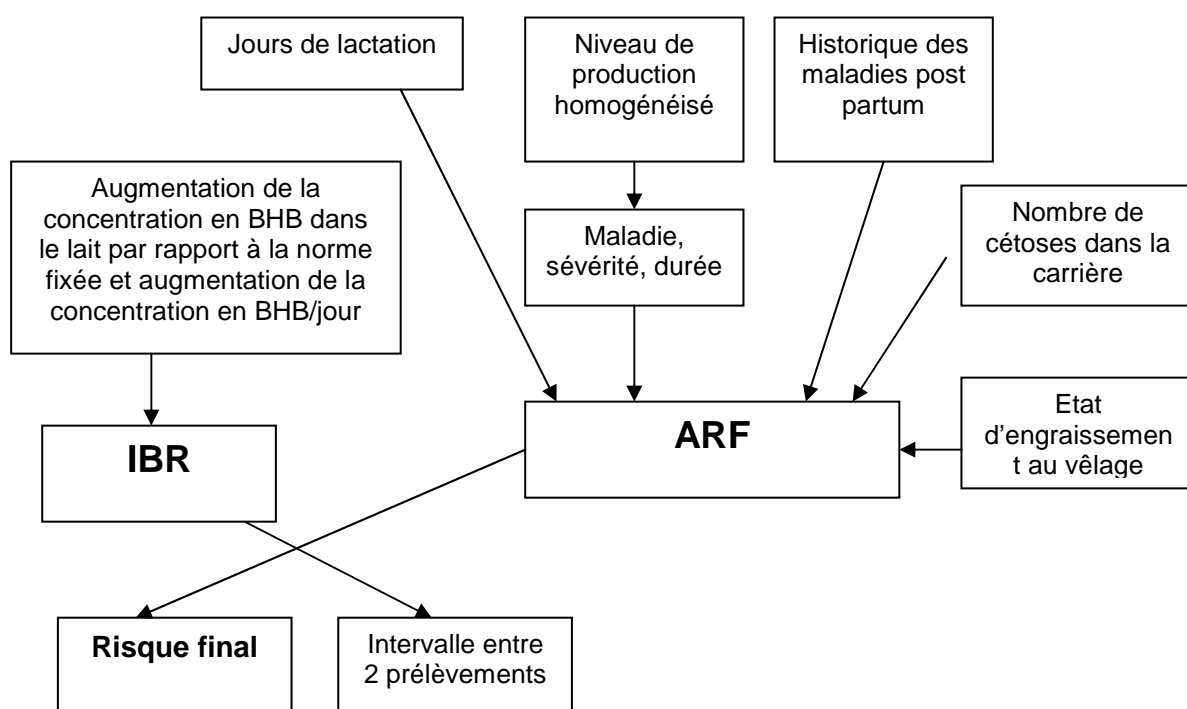 Jours de lactation
Niveau de
production
homogénéisé
Historique des
maladies post
partum
Augmentation de la
concentration en BHB dans
le lait par rapport à la norme
fixée et augmentation de la
concentration en BHB/jour
Maladie,
sévérité, durée
Nombre de
cétoses dans la
carrière
IBR
ARF
Etat
d'engraissemen
t au vêlage
Risque final
Intervalle entre
2 prélèvements